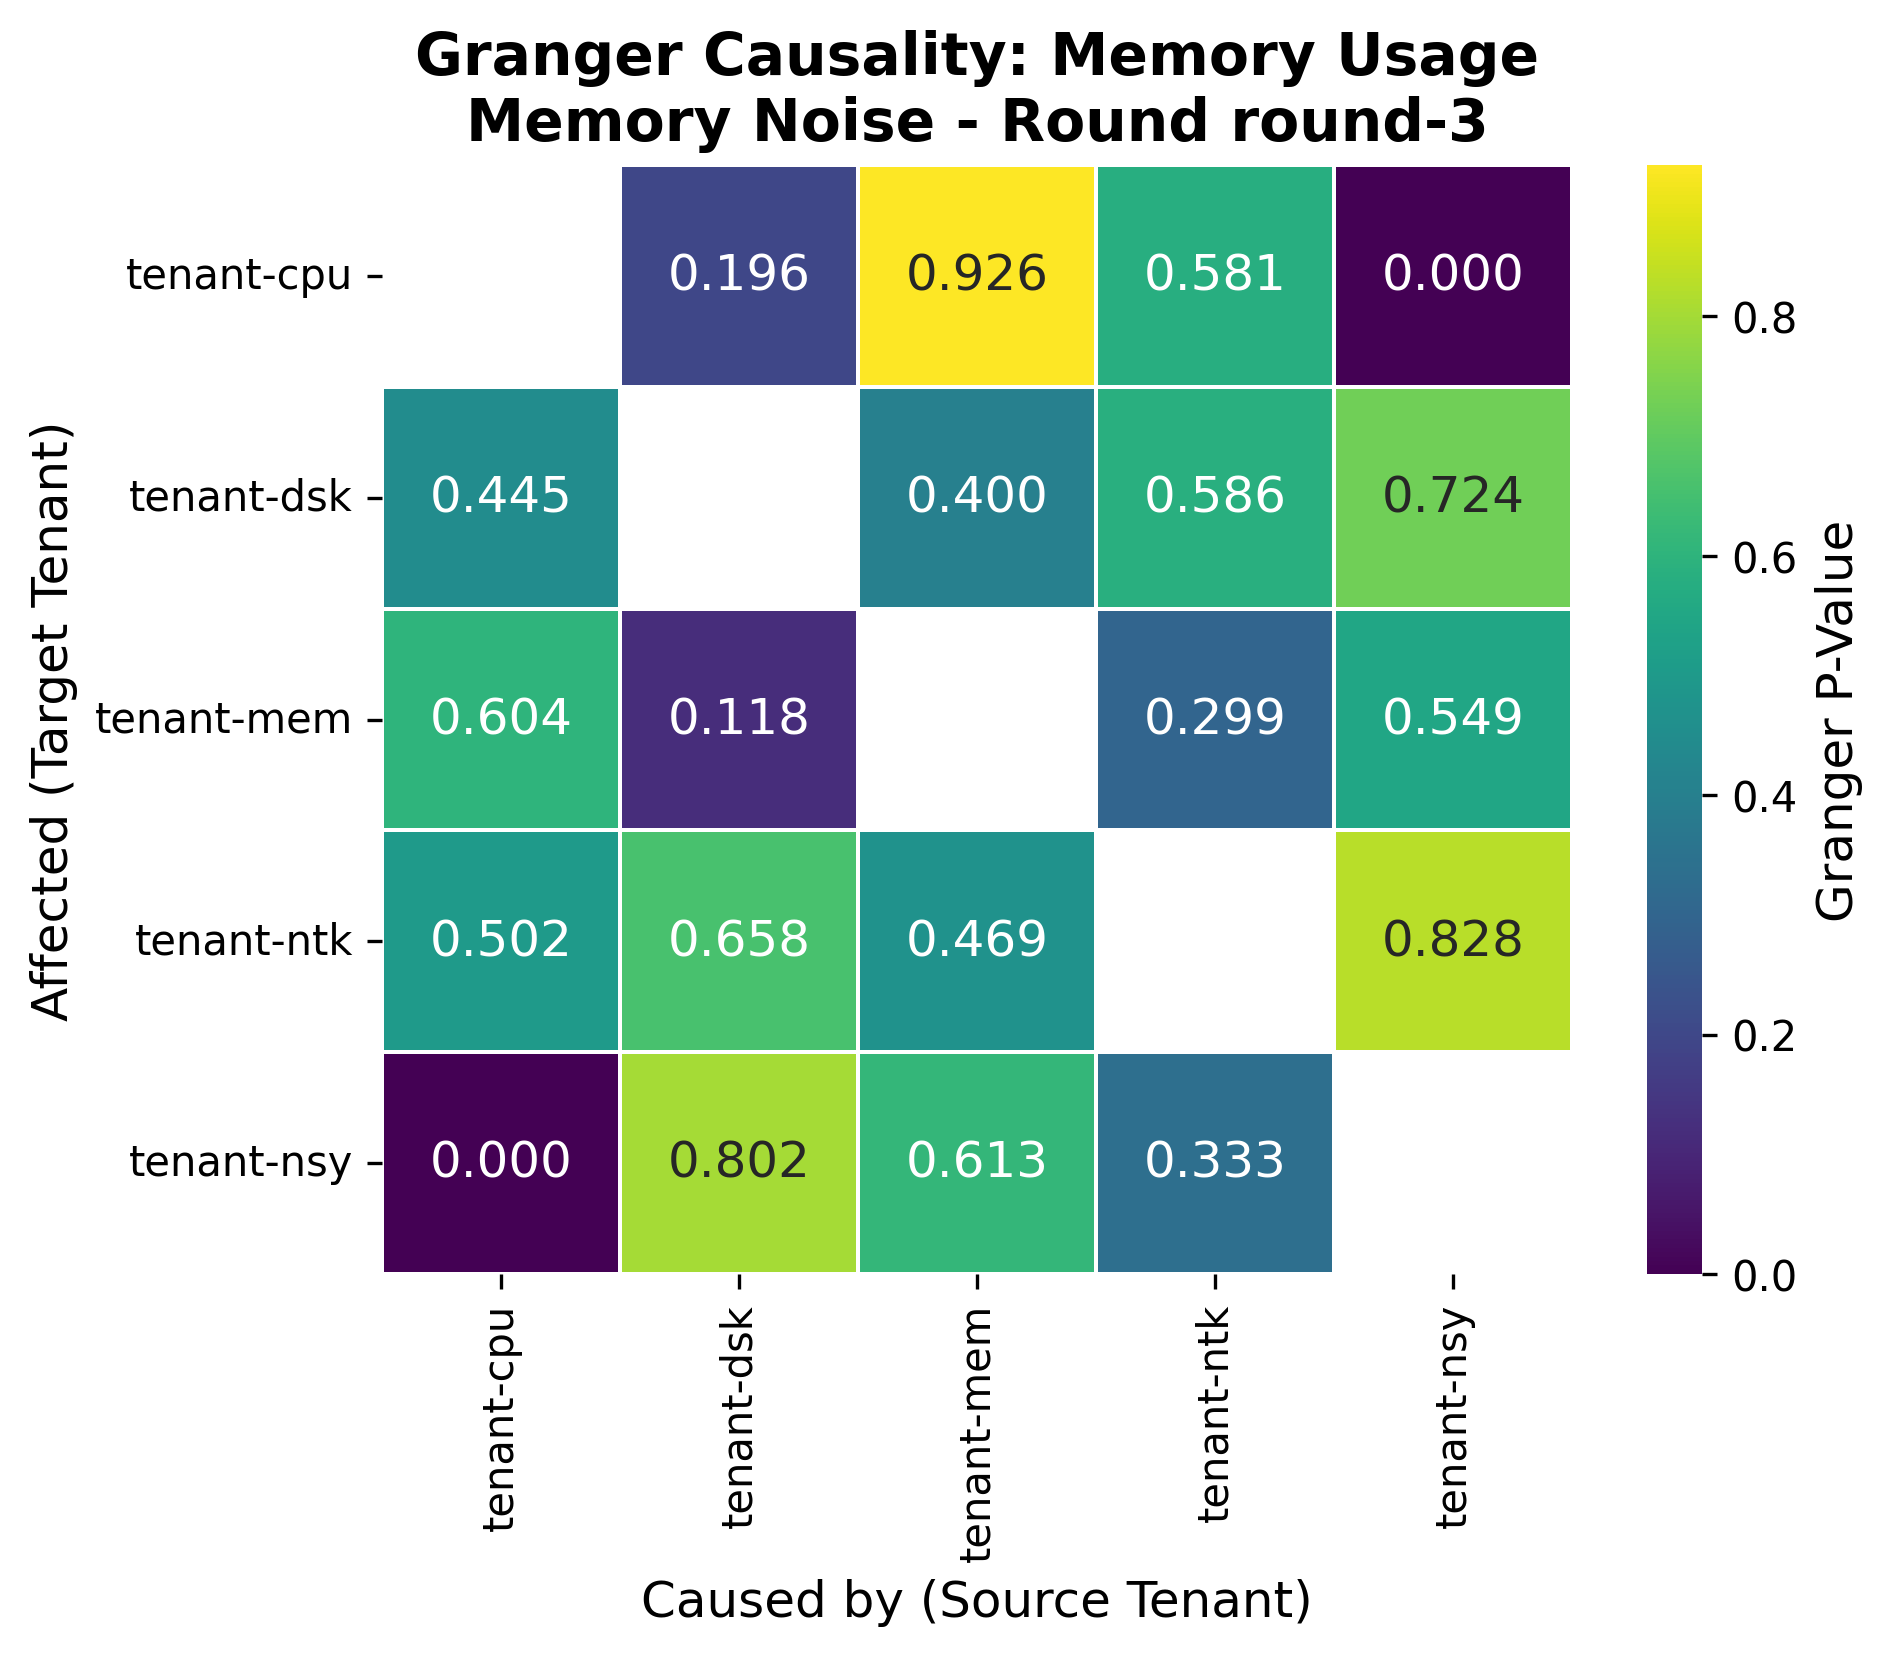 Granger Causality: Memory Usage
Memory Noise - Round round-3
Affected (Target Tenant)
tenant-cpu 0.196 0.926 0.581 0.000
tenant-dsk 0.445 0.400 0.586 0.724
tenant-mem 0.604 0.118 0.299 0.549
tenant-ntk 0.502 0.658 0.469 0.828
tenant-nsy 0.000 0.802 0.613 0.333
tenant-cpu
tenant-dsk
tenant-mem
tenant-ntk
tenant-nsy
Caused by (Source Tenant)
0.8
0.6
0.4
0.2
0.0
Granger P-Value